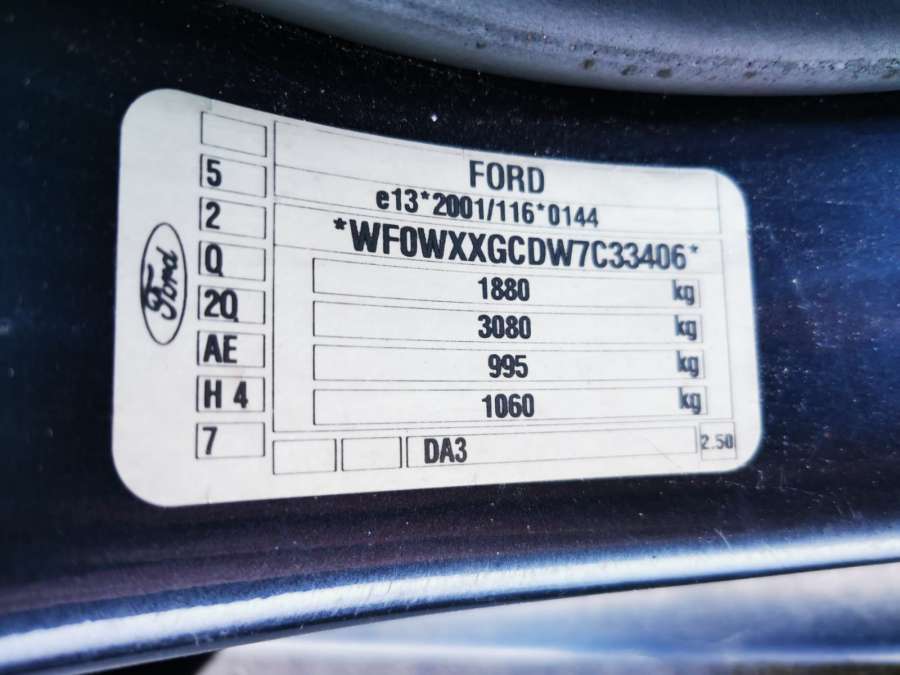 FORD
e13*2001/116*0144
*WF0WXXGCDW7C33406*
1880 kg
3080 kg
995 kg
1060 kg
DA3 2.50
5
2
Q
2Q
AE
H 4
7
Ford